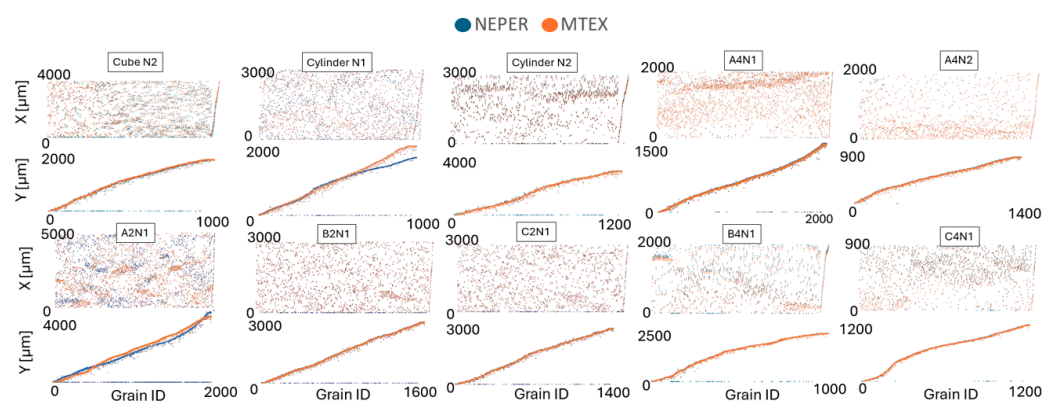 NEPER MTEX
Cube N2
Cylinder N1
Cylinder N2
A4N1
A4N2
4000
3000
3000
2000
2000
X [μm]
0
0
0
0
0
2000
2000
4000
1500
900
Y [μm]
0
1000
0
1000
0
1200
0
2000
0
1400
A2N1
B2N1
C2N1
B4N1
C4N1
5000
3000
3000
2000
900
X [μm]
0
0
0
0
0
4000
3000
3000
2500
1200
Y [μm]
0
2000
0
1600
0
1400
0
1000
0
1200
Grain ID
Grain ID
Grain ID
Grain ID
Grain ID